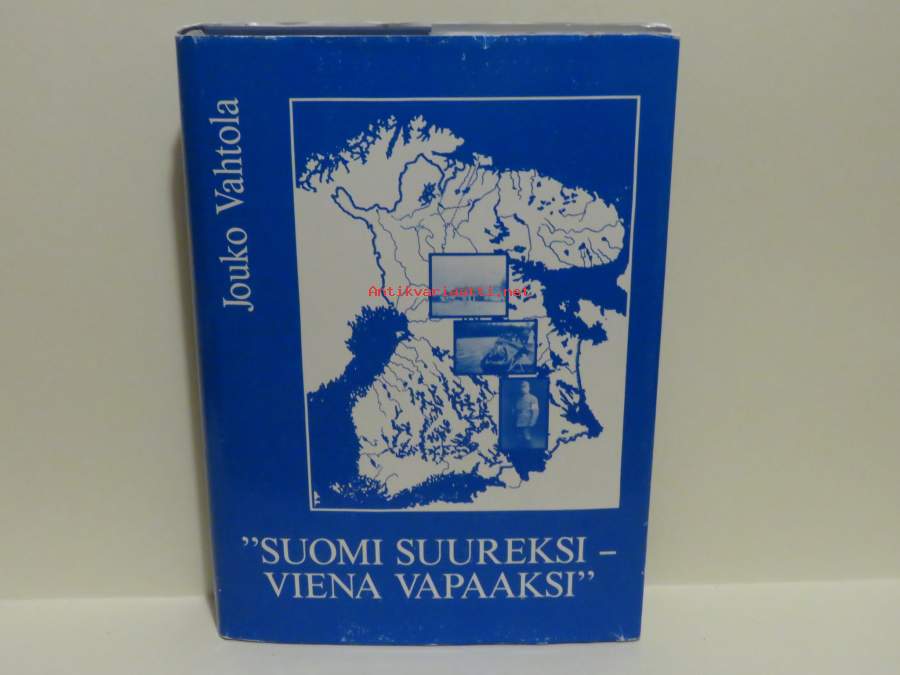 Jouko Vahtola
Antikvariaatti.net
”SUOMI SUUREKSI –
VIENA VAPAAKSI”